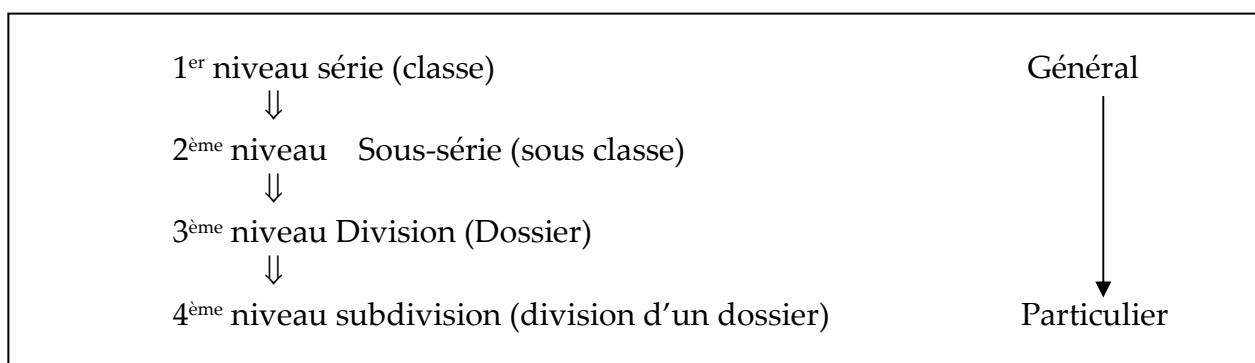 1er niveau série (classe) Général
⇓
2ème niveau Sous-série (sous classe)
⇓
3ème niveau Division (Dossier)
⇓
4ème niveau subdivision (division d’un dossier) Particulier